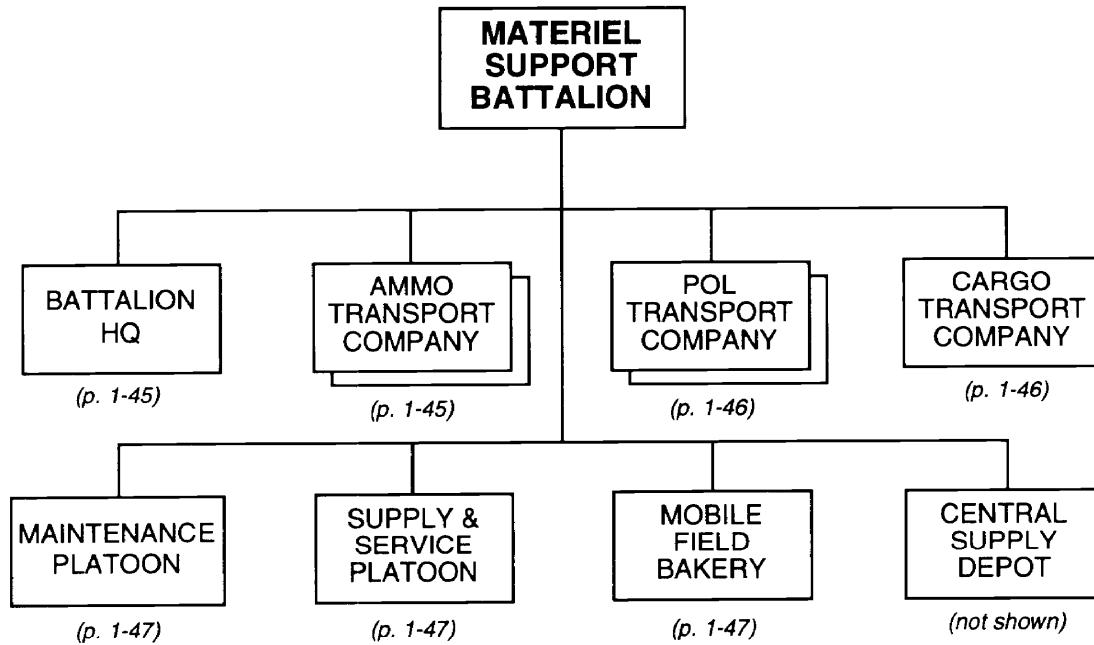 MATERIEL
SUPPORT
BATTALION
BATTALION
HQ
(p. 1-45)
AMMO
TRANSPORT
COMPANY
(p. 1-45)
POL
TRANSPORT
COMPANY
(p. 1-46)
CARGO
TRANSPORT
COMPANY
(p. 1-46)
MAINTENANCE
PLATOON
(p. 1-47)
SUPPLY &
SERVICE
PLATOON
(p. 1-47)
MOBILE
FIELD
BAKERY
(p. 1-47)
CENTRAL
SUPPLY
DEPOT
(not shown)